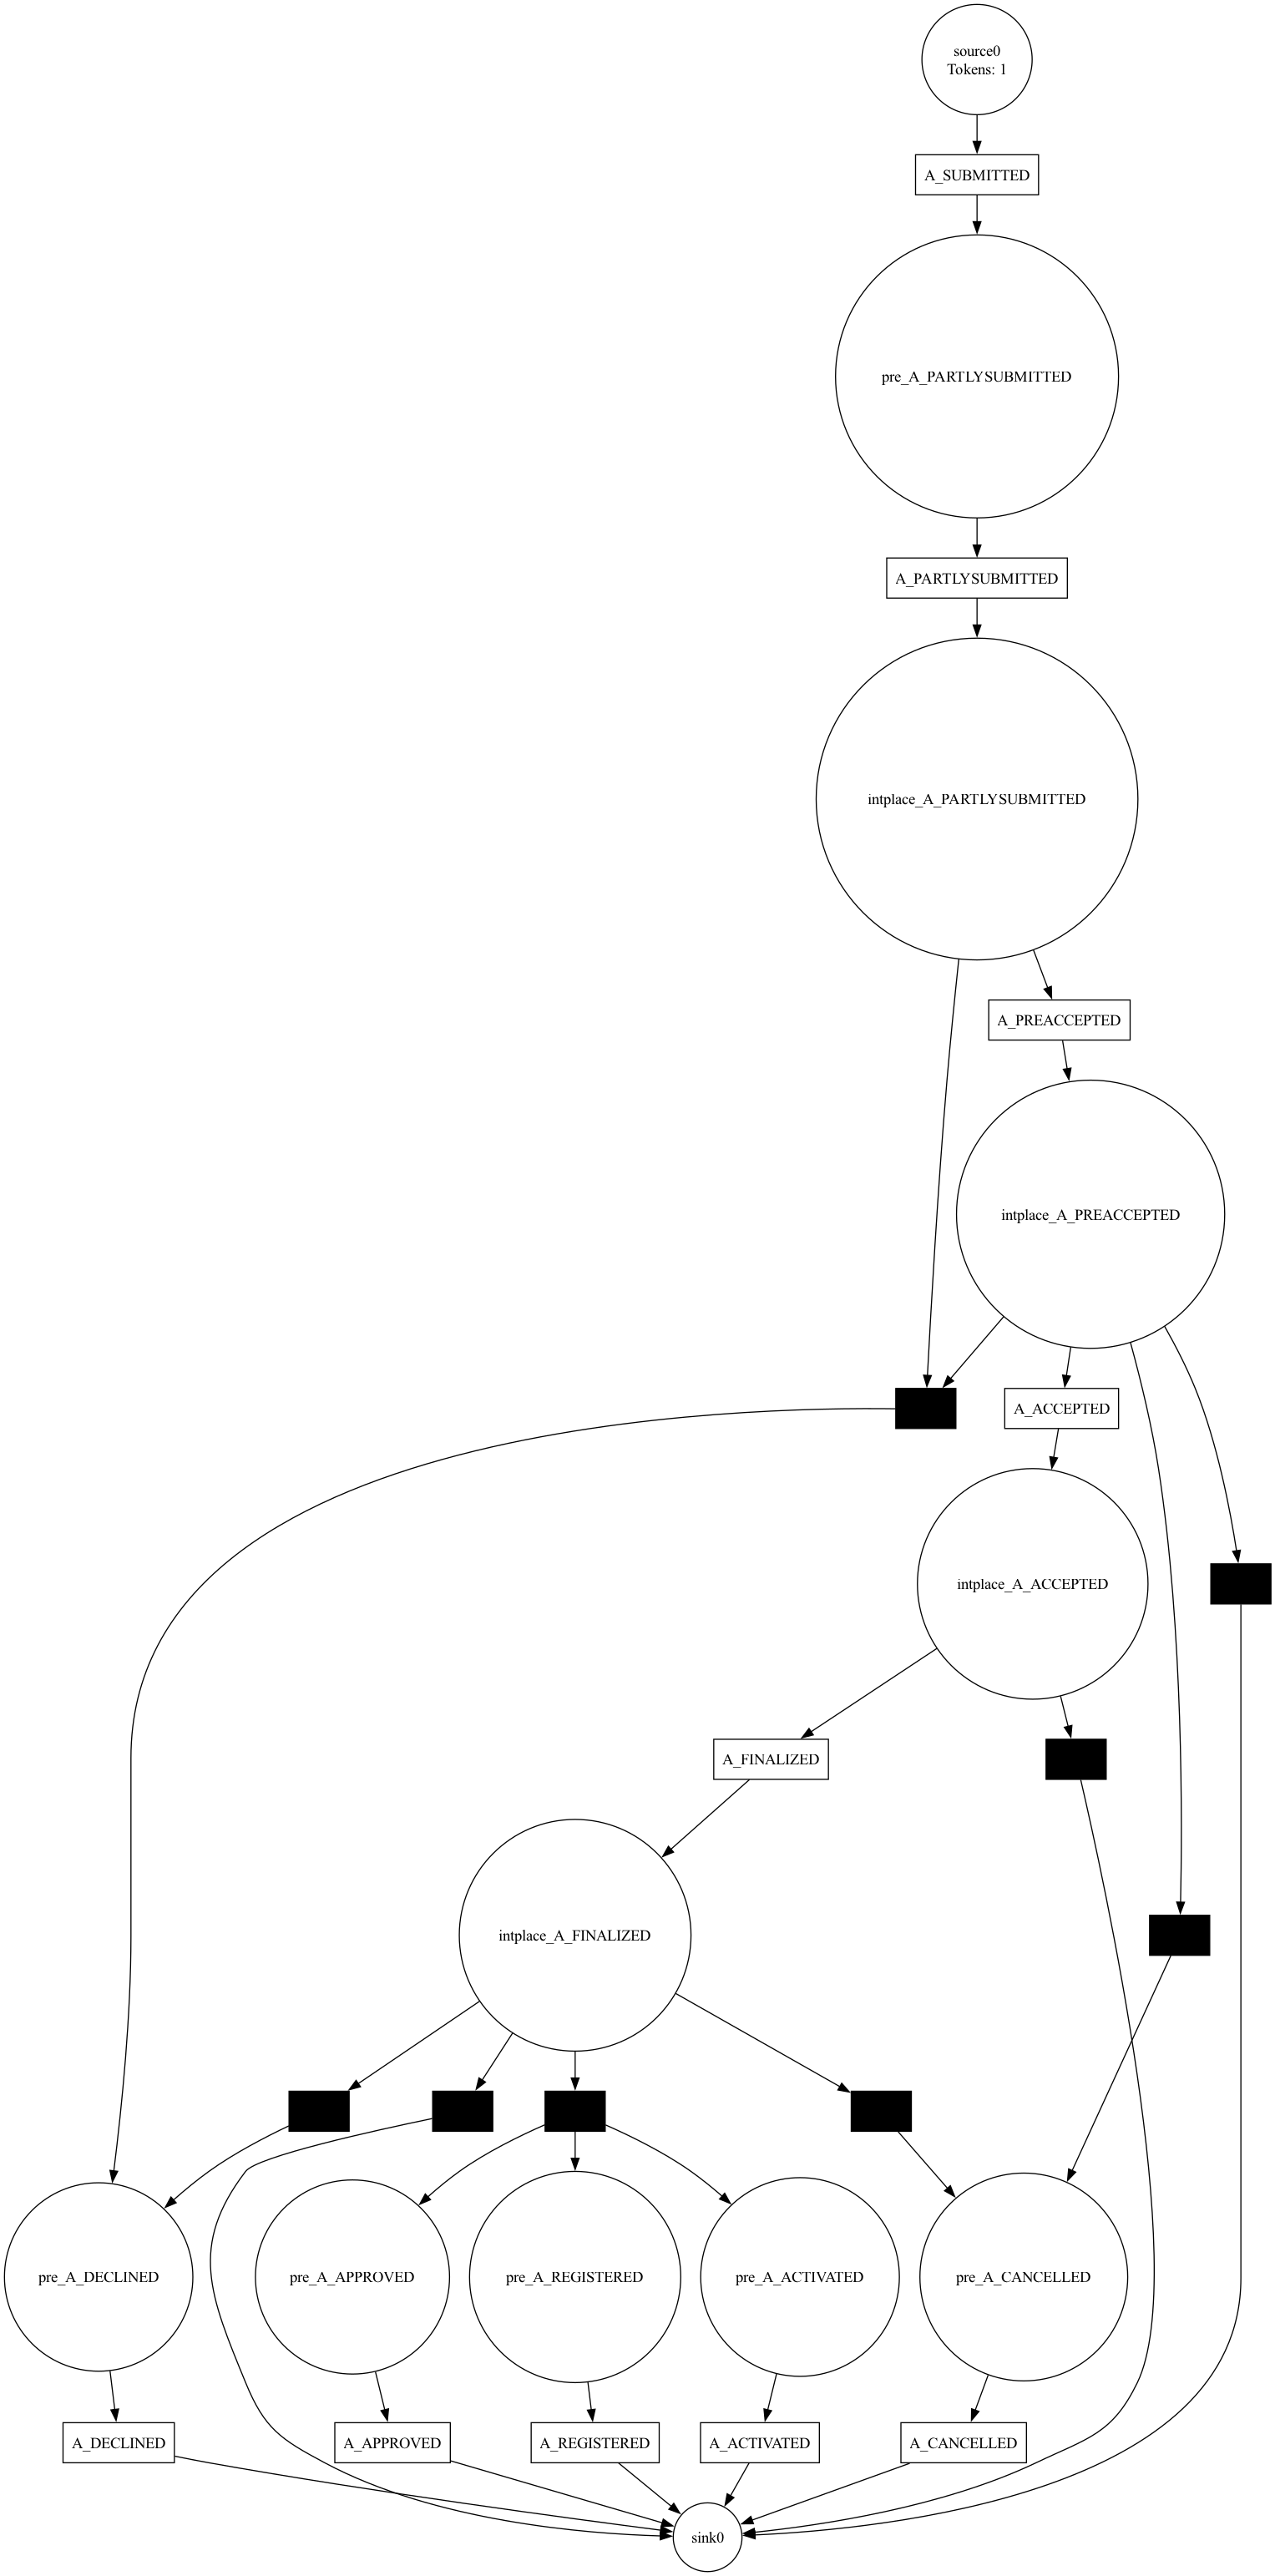 source0
Tokens: 1
A_SUBMITTED
pre_A_PARTLYSUBMITTED
A_PARTLYSUBMITTED
intplace_A_PARTLYSUBMITTED
A_PREACCEPTED
intplace_A_PREACCEPTED
A_ACCEPTED
intplace_A_ACCEPTED
A_FINALIZED
intplace_A_FINALIZED
pre_A_DECLINED
pre_A_APPROVED
pre_A_REGISTERED
pre_A_ACTIVATED
pre_A_CANCELLED
A_DECLINED
A_APPROVED
A_REGISTERED
A_ACTIVATED
A_CANCELLED
sink0